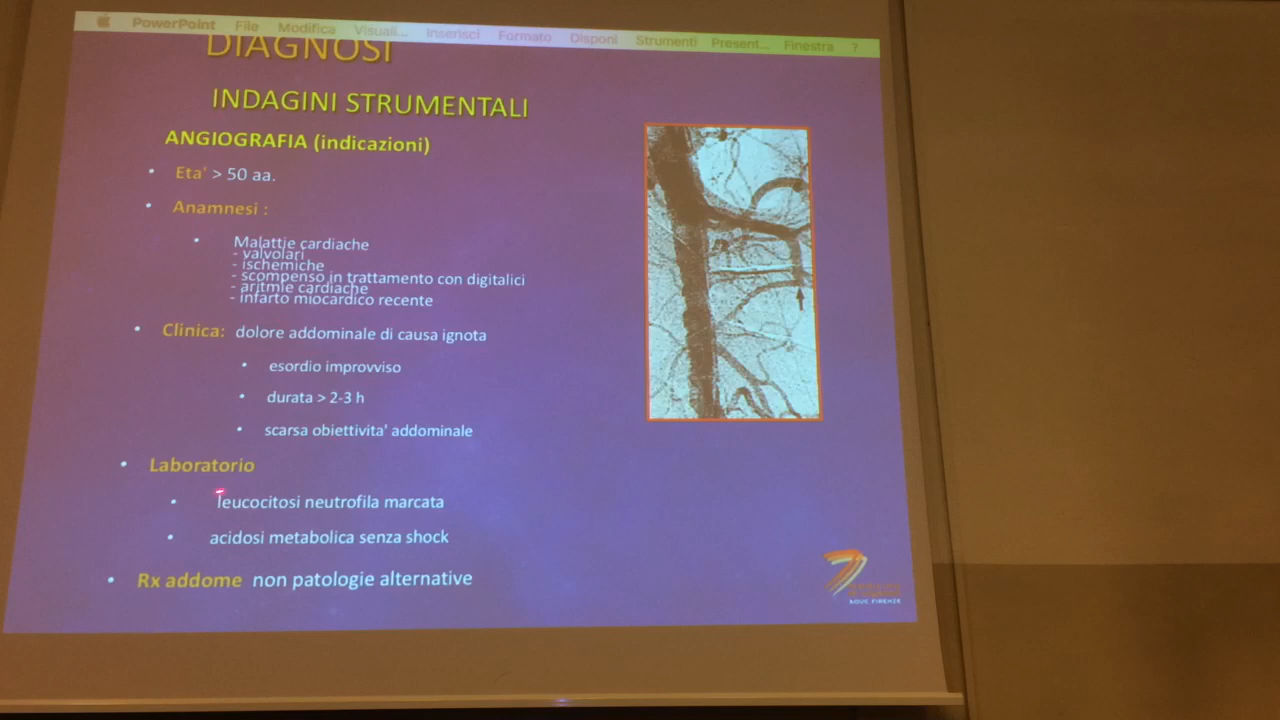 PowerPoint File Modifica Visuali... Inserisci Formato Disponi Strumenti Present... Finestra ?
DIAGNOSI
INDAGINI STRUMENTALI
ANGIOGRAFIA (indicazioni)
• Eta' > 50 aa.
• Anamnesi :
• Malattie cardiache
- valvolari
- ischemiche
- scompenso in trattamento con digitalici
- aritmie cardiache
- infarto miocardico recente
• Clinica: dolore addominale di causa ignota
• esordio improvviso
• durata > 2-3 h
• scarsa obiettivita' addominale
• Laboratorio
• leucocitosi neutrofila marcata
• acidosi metabolica senza shock
• Rx addome non patologie alternative
AOUC FIRENZE